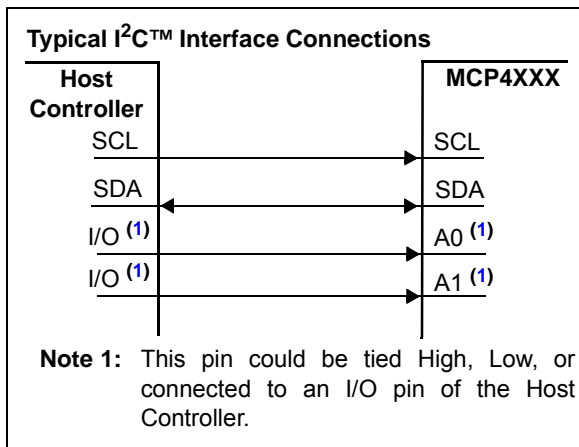 Typical I²C™ Interface Connections
Host
Controller
MCP4XXX
SCL SCL
SDA SDA
I/O (1) A0 (1)
I/O (1) A1 (1)
Note 1: This pin could be tied High, Low, or
connected to an I/O pin of the Host
Controller.